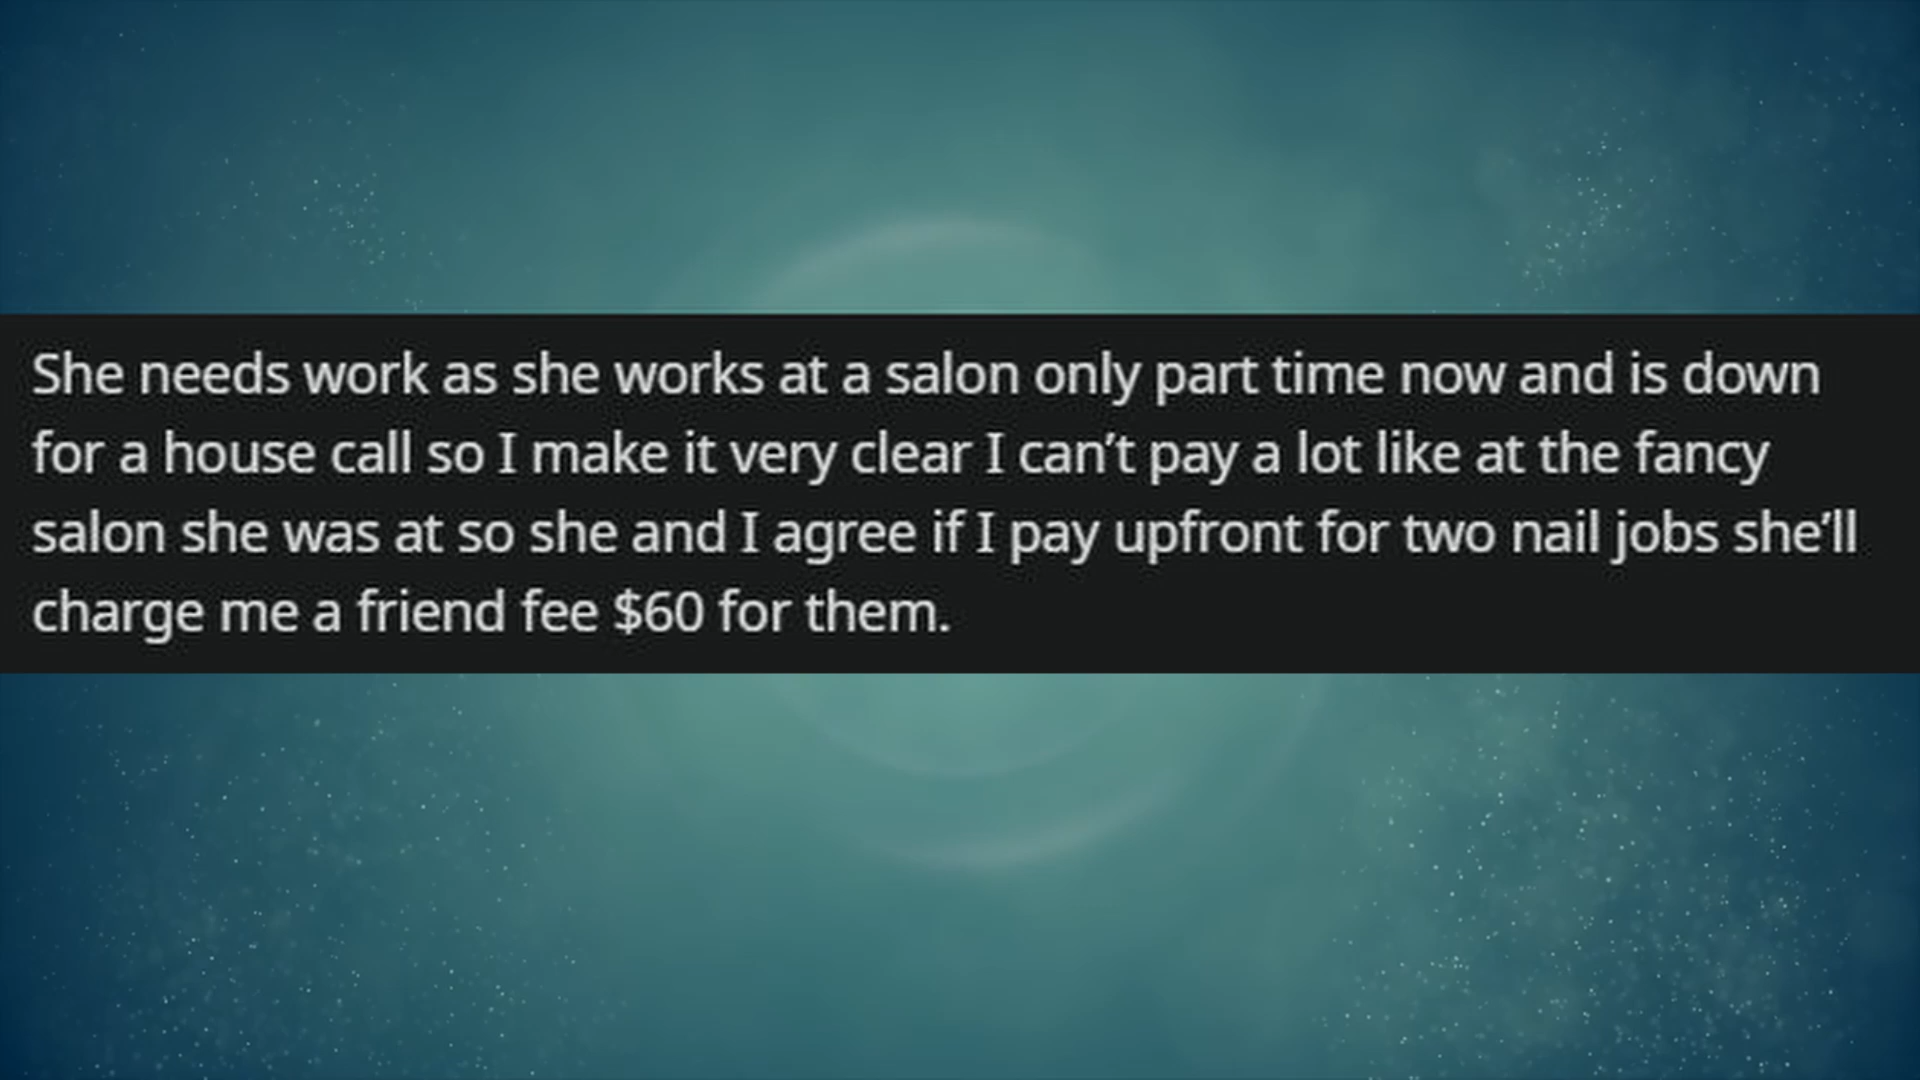 She needs work as she works at a salon only part time now and is down
for a house call so I make it very clear I can’t pay a lot like at the fancy
salon she was at so she and I agree if I pay upfront for two nail jobs she’ll
charge me a friend fee $60 for them.